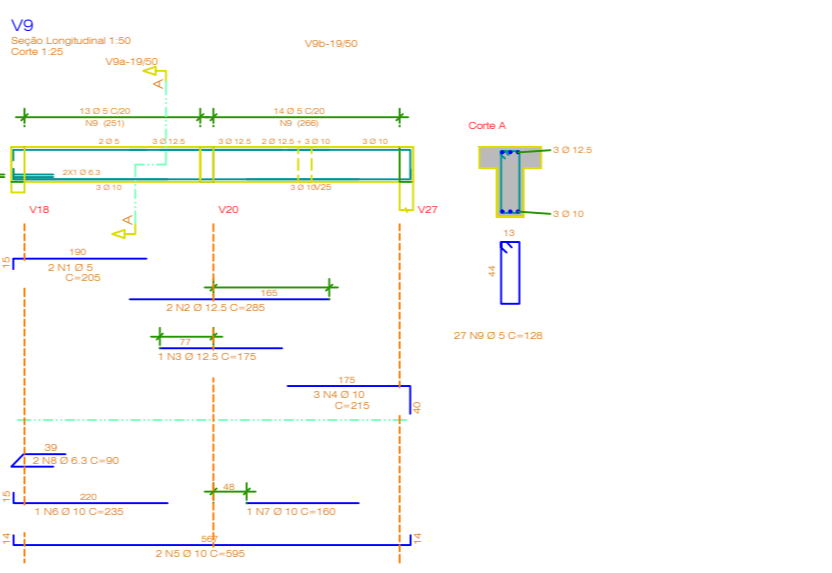 V9
Seção Longitudinal 1:50
Corte 1:25
V9a-19/50
V9b-19/50
A
13 Ø 5 C/20
N9 (251)
14 Ø 5 C/20
N9 (266)
2 Ø 5
3 Ø 12.5
3 Ø 12.5
2 Ø 12.5 + 3 Ø 10
3 Ø 10
2X1 Ø 6.3
3 Ø 10
3 Ø 10
V25
A
V18
V20
V27
Corte A
3 Ø 12.5
3 Ø 10
13
44
27 N9 Ø 5 C=128
15
190
2 N1 Ø 5
C=205
165
2 N2 Ø 12.5 C=285
77
1 N3 Ø 12.5 C=175
175
3 N4 Ø 10
C=215
40
39
2 N8 Ø 6.3 C=90
15
220
1 N6 Ø 10 C=235
48
1 N7 Ø 10 C=160
14
567
14
2 N5 Ø 10 C=595